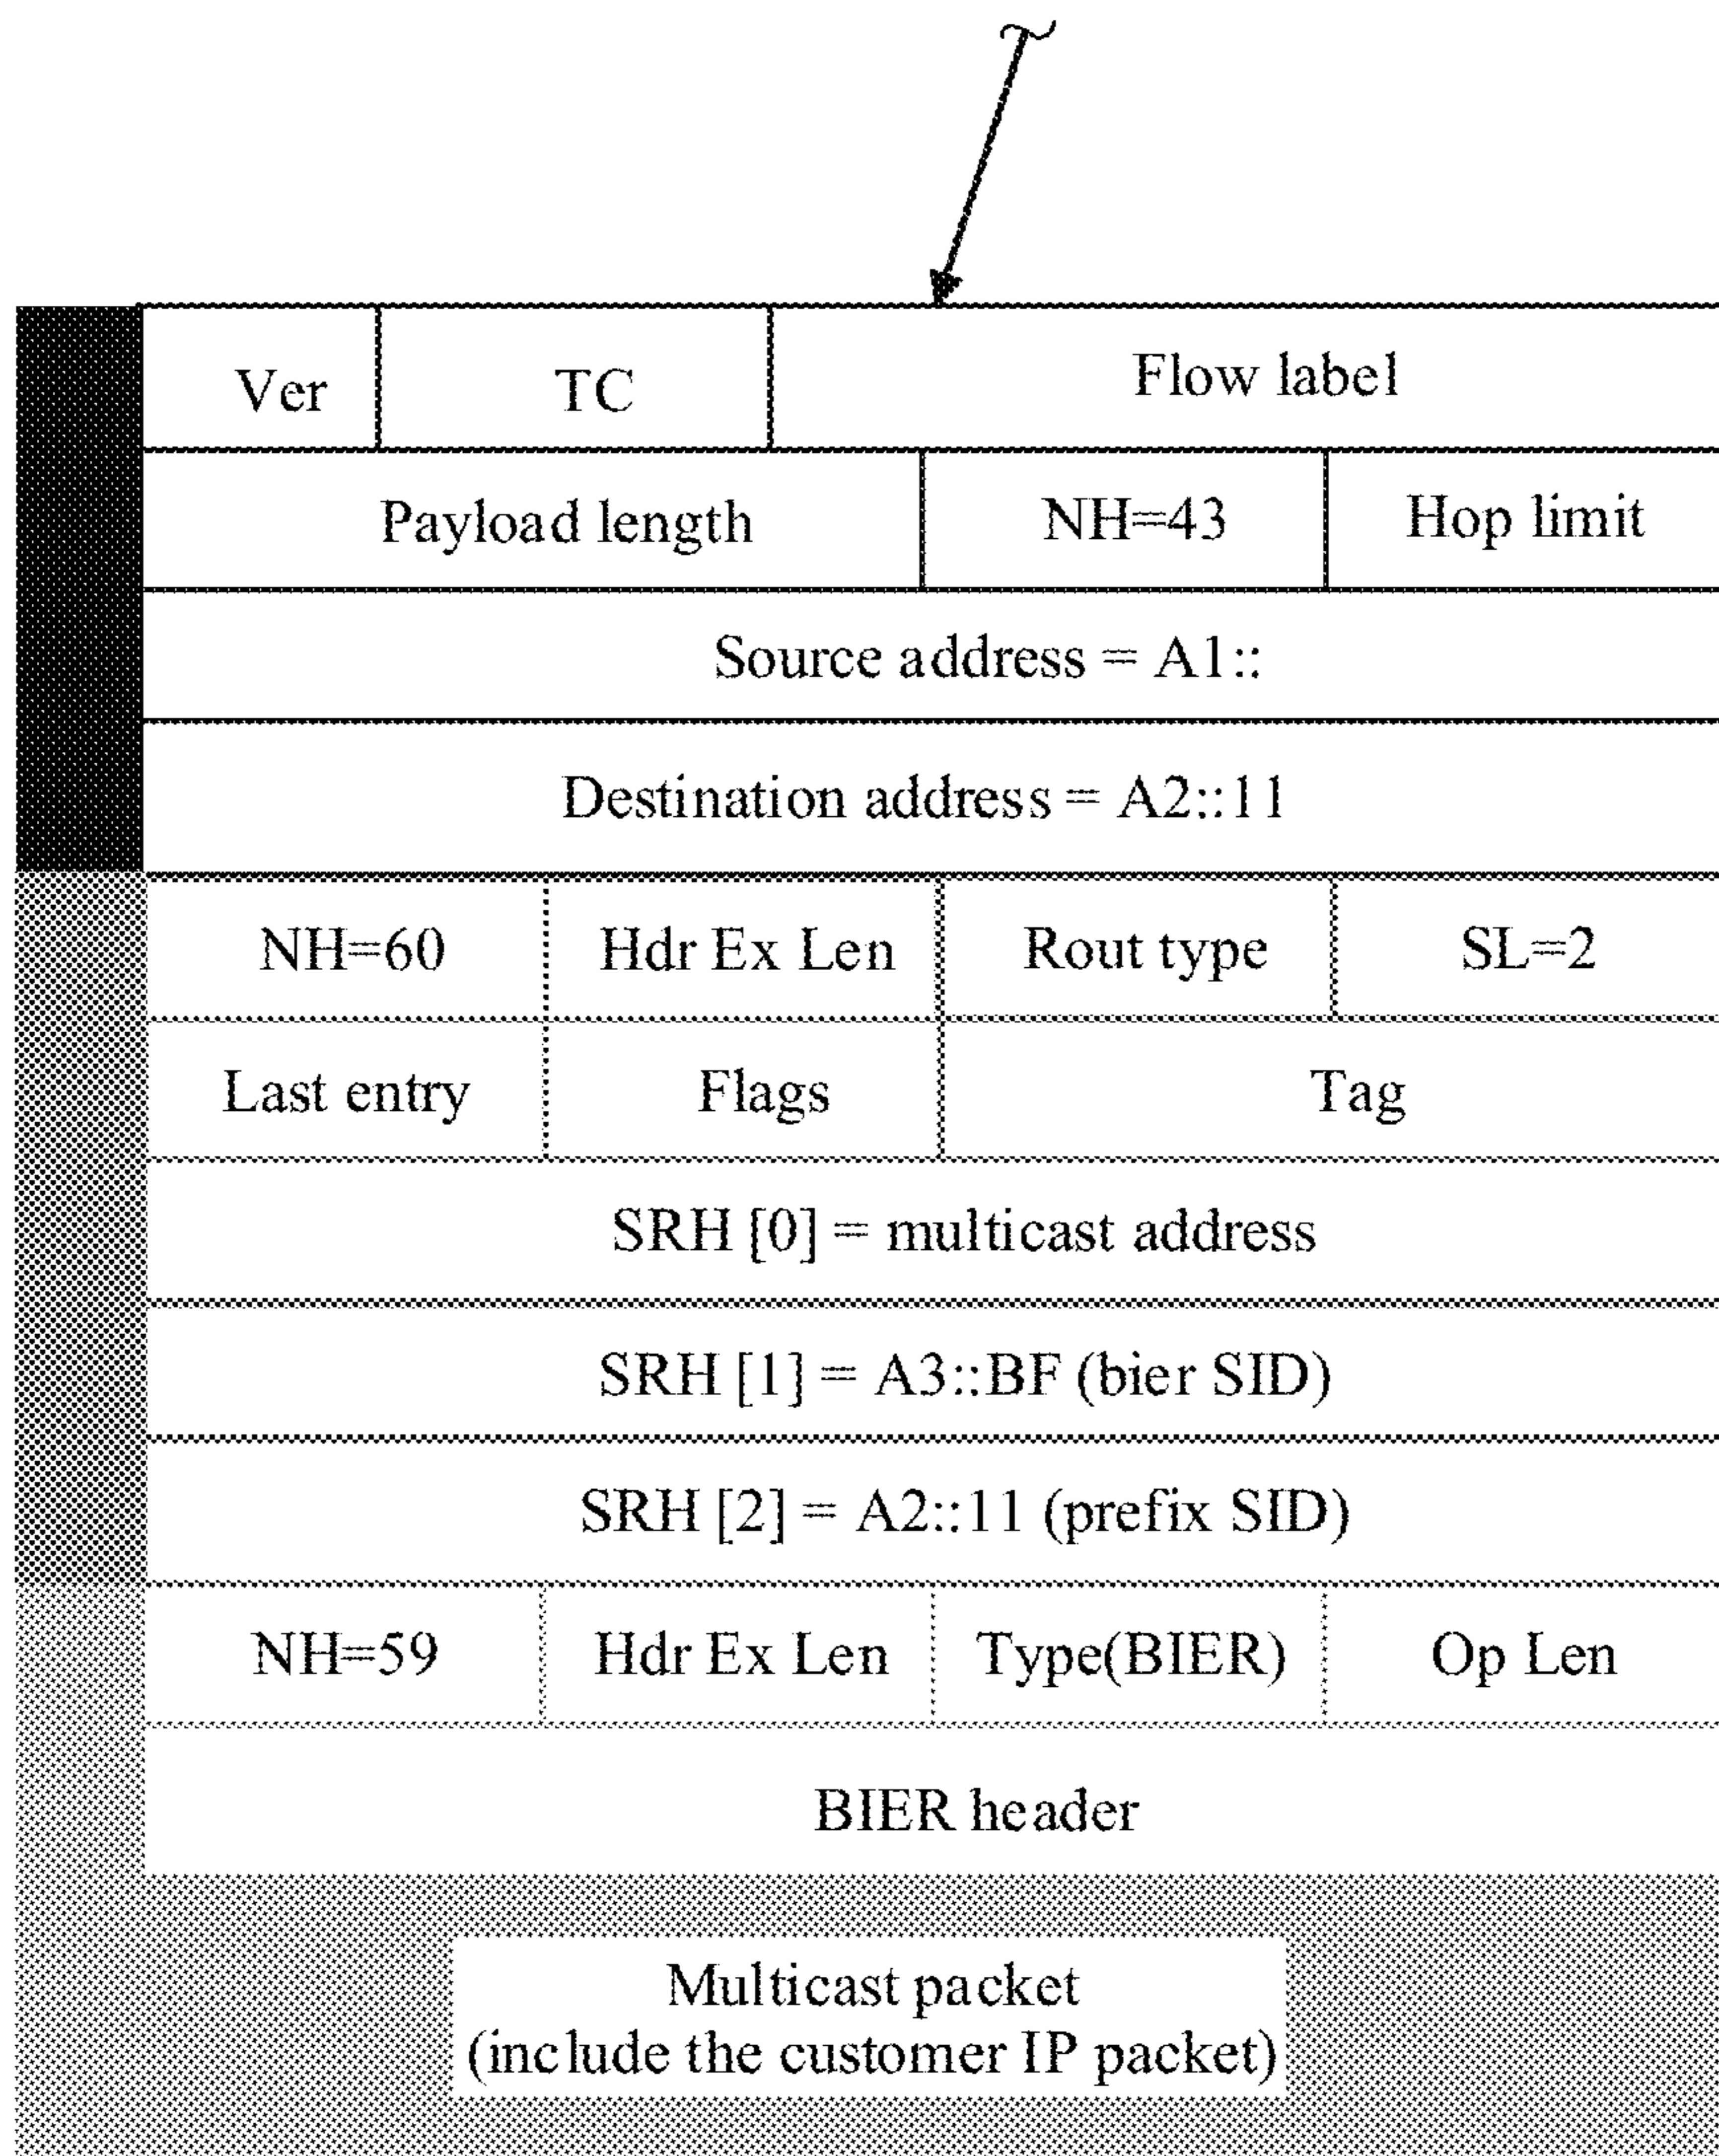 Ver TC Flow label
Payload length NH=43 Hop limit
Source address = A1::
Destination address = A2::11
NH=60 Hdr Ex Len Rout type SL=2
Last entry Flags Tag
SRH [0] = multicast address
SRH [1] = A3::BF (bier SID)
SRH [2] = A2::11 (prefix SID)
NH=59 Hdr Ex Len Type(BIER) Op Len
BIER header
Multicast packet
(include the customer IP packet)